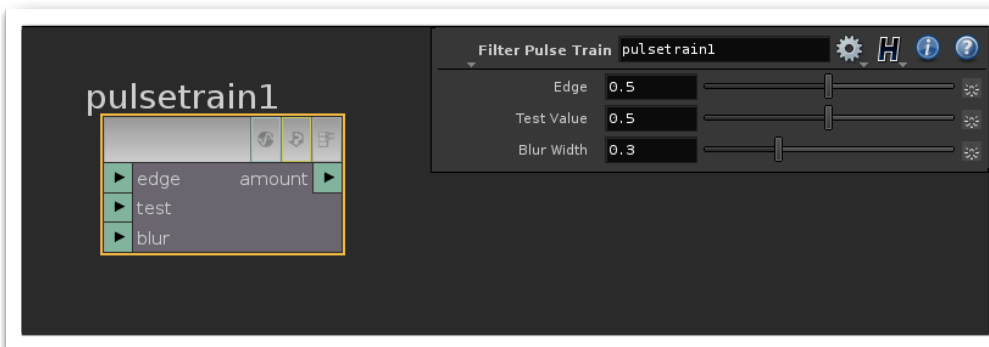 pulsetrain1
edge amount
test
blur
Filter Pulse Train pulsetrain1
Edge 0.5
Test Value 0.5
Blur Width 0.3